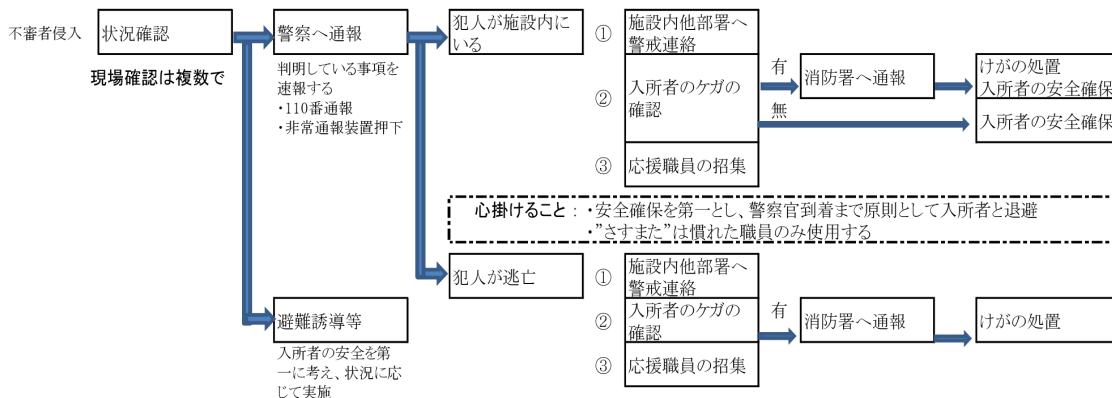 不審者侵入
状況確認
現場確認は複数で
警察へ通報
判明している事項を
速報する
・110番通報
・非常通報装置押下
犯人が施設内に
いる
①
施設内他部署へ
警戒連絡
②
入所者のケガの
確認
有
消防署へ通報
けがの処置
入所者の安全確保
無
入所者の安全確保
③
応援職員の招集
心掛けること：・安全確保を第一とし、警察官到着まで原則として入所者と退避
・”さすまた”は慣れた職員のみ使用する
犯人が逃亡
①
施設内他部署へ
警戒連絡
②
入所者のケガの
確認
有
消防署へ通報
けがの処置
③
応援職員の招集
避難誘導等
入所者の安全を第
一に考え、状況に応
じて実施